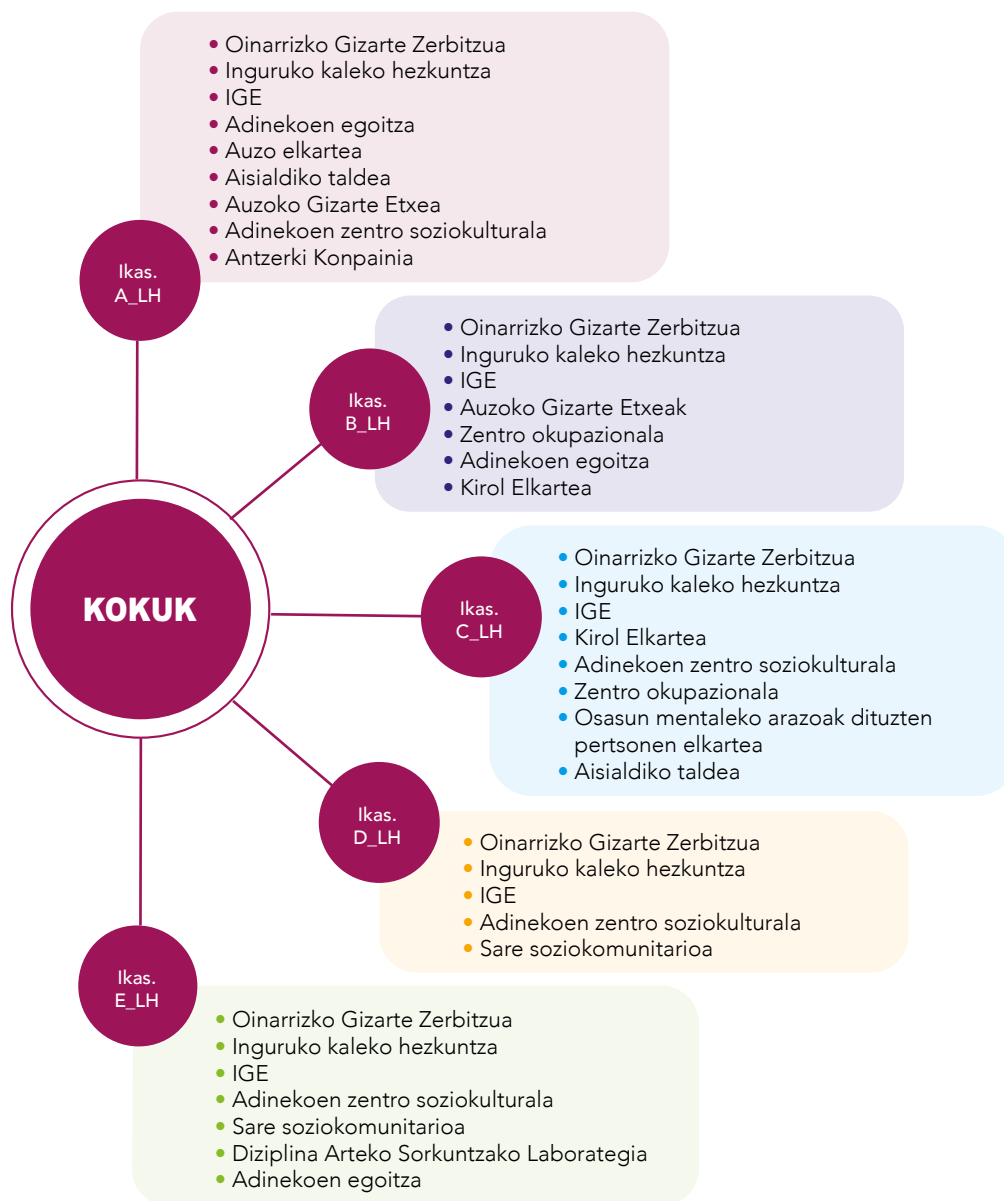 • Oinarrizko Gizarte Zerbitzua
• Inguruko kaleko hezkuntza
• IGE
• Adinekoen egoitza
• Auzo elkartea
• Aisialdiko taldea
• Auzoko Gizarte Etxea
• Adinekoen zentro soziokulturala
• Antzerki Konpainia
Ikas.
A_LH
• Oinarrizko Gizarte Zerbitzua
• Inguruko kaleko hezkuntza
• IGE
• Auzoko Gizarte Etxeak
• Zentro okupazionala
• Adinekoen egoitza
• Kirol Elkartea
Ikas.
B_LH
KOKUK
• Oinarrizko Gizarte Zerbitzua
• Inguruko kaleko hezkuntza
• IGE
• Kirol Elkartea
• Adinekoen zentro soziokulturala
• Zentro okupazionala
• Osasun mentaleko arazoak dituzten
pertsonen elkartea
• Aisialdiko taldea
Ikas.
C_LH
Ikas.
D_LH
• Oinarrizko Gizarte Zerbitzua
• Inguruko kaleko hezkuntza
• IGE
• Adinekoen zentro soziokulturala
• Sare soziokomunitarioa
Ikas.
E_LH
• Oinarrizko Gizarte Zerbitzua
• Inguruko kaleko hezkuntza
• IGE
• Adinekoen zentro soziokulturala
• Sare soziokomunitarioa
• Diziplina Arteko Sorkuntzako Laborategia
• Adinekoen egoitza